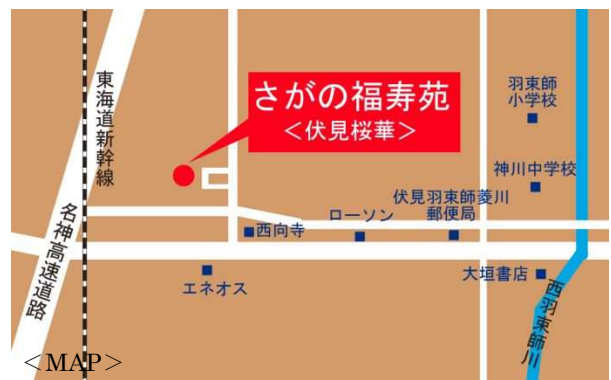 東海道新幹線
名神高速道路
さがの福寿苑
＜伏見桜華＞
羽束師
小学校
神川中学校
伏見羽束師菱川
郵便局
ローソン
西向寺
エネオス
大垣書店
西羽束師川
＜MAP＞